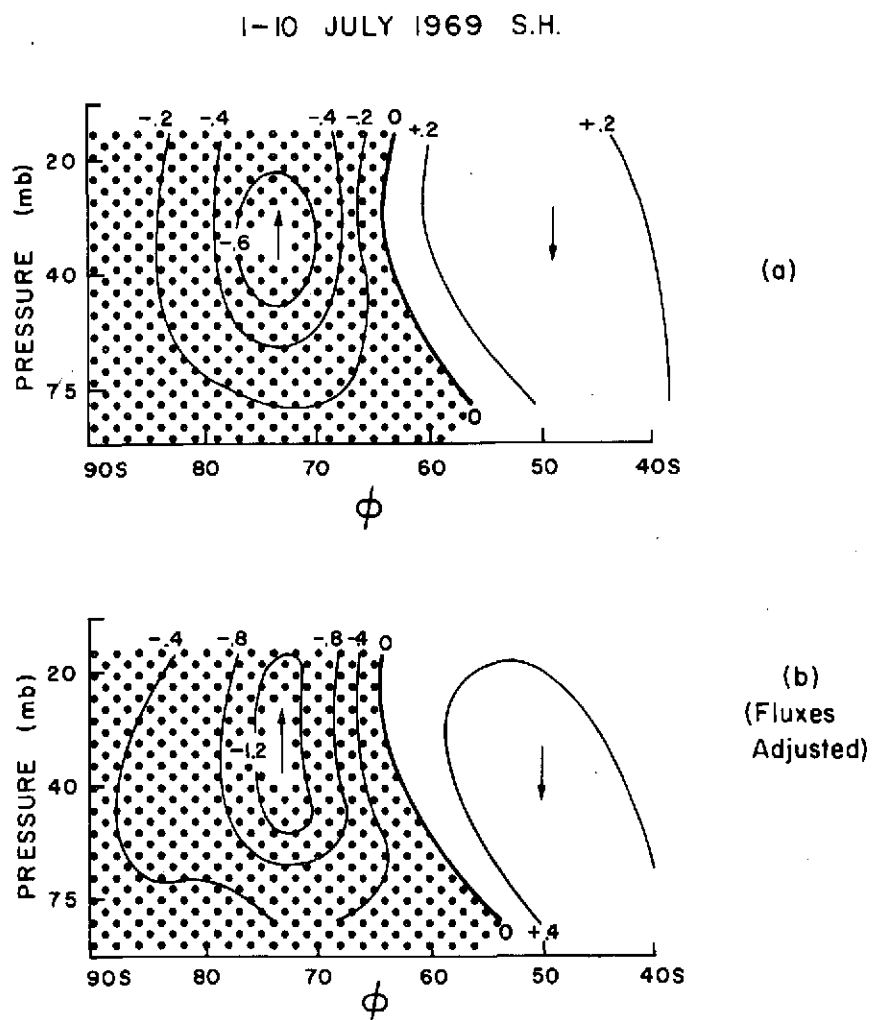 1-10 JULY 1969 S.H.
-.2 -.4 -.4 -.2 0 +.2 +.2
20
-.6
40
75
0
PRESSURE (mb)
(a)
90S 80 70 60 50 40S
ϕ
-.4 -.8 -.8 -.4 0
20
-1.2
40
75
0 +.4
PRESSURE (mb)
(b)
(Fluxes
Adjusted)
90S 80 70 60 50 40S
ϕ